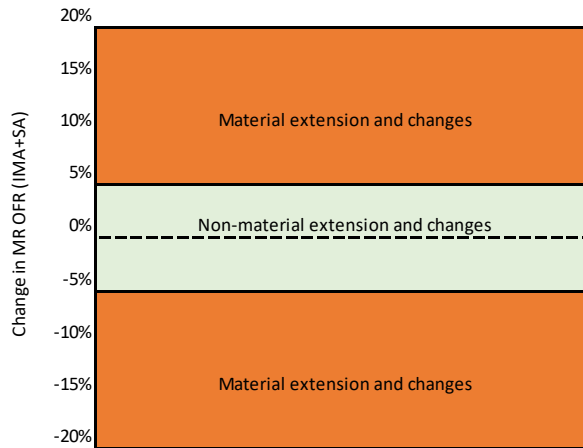 20%
15%
Material extension and changes
10%
5%
Non-material extension and changes
0%
-5%
-10%
Material extension and changes
-15%
-20%
Change in MR OFR (IMA+SA)